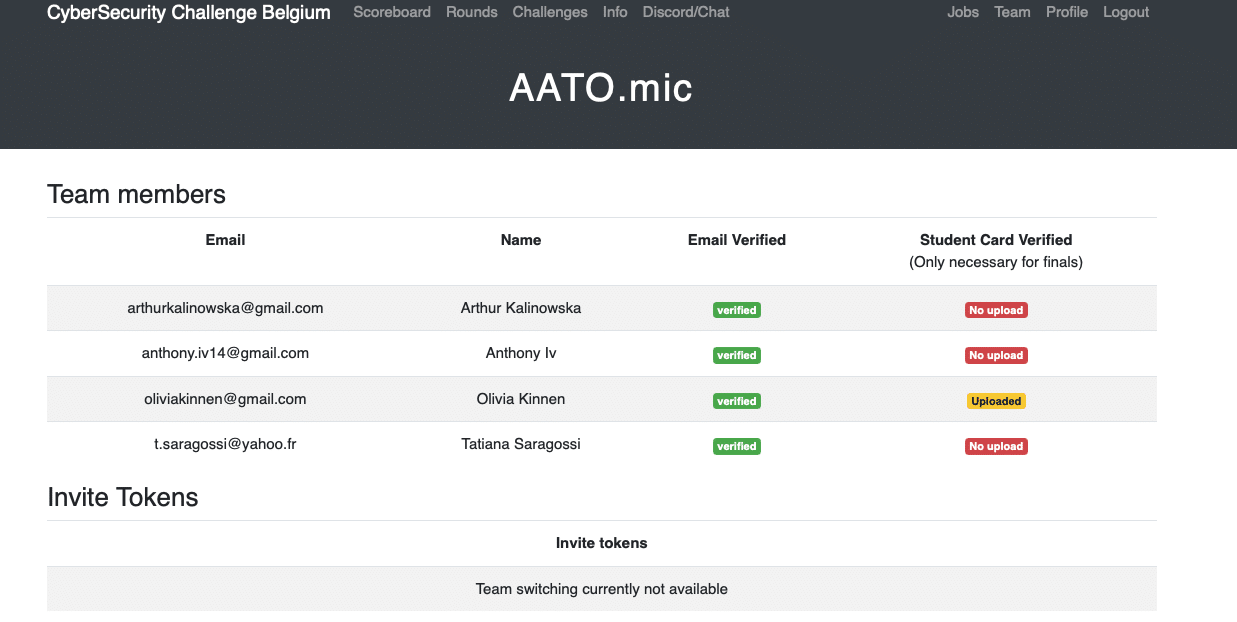 CyberSecurity Challenge Belgium Scoreboard Rounds Challenges Info Discord/Chat Jobs Team Profile Logout
AATO.mic
Team members
Email Name Email Verified Student Card Verified
(Only necessary for finals)
arthurkalinowska@gmail.com Arthur Kalinowska verified No upload
anthony.iv14@gmail.com Anthony Iv verified No upload
oliviakinnen@gmail.com Olivia Kinnen verified Uploaded
t.saragossi@yahoo.fr Tatiana Saragossi verified No upload
Invite Tokens
Invite tokens
Team switching currently not available